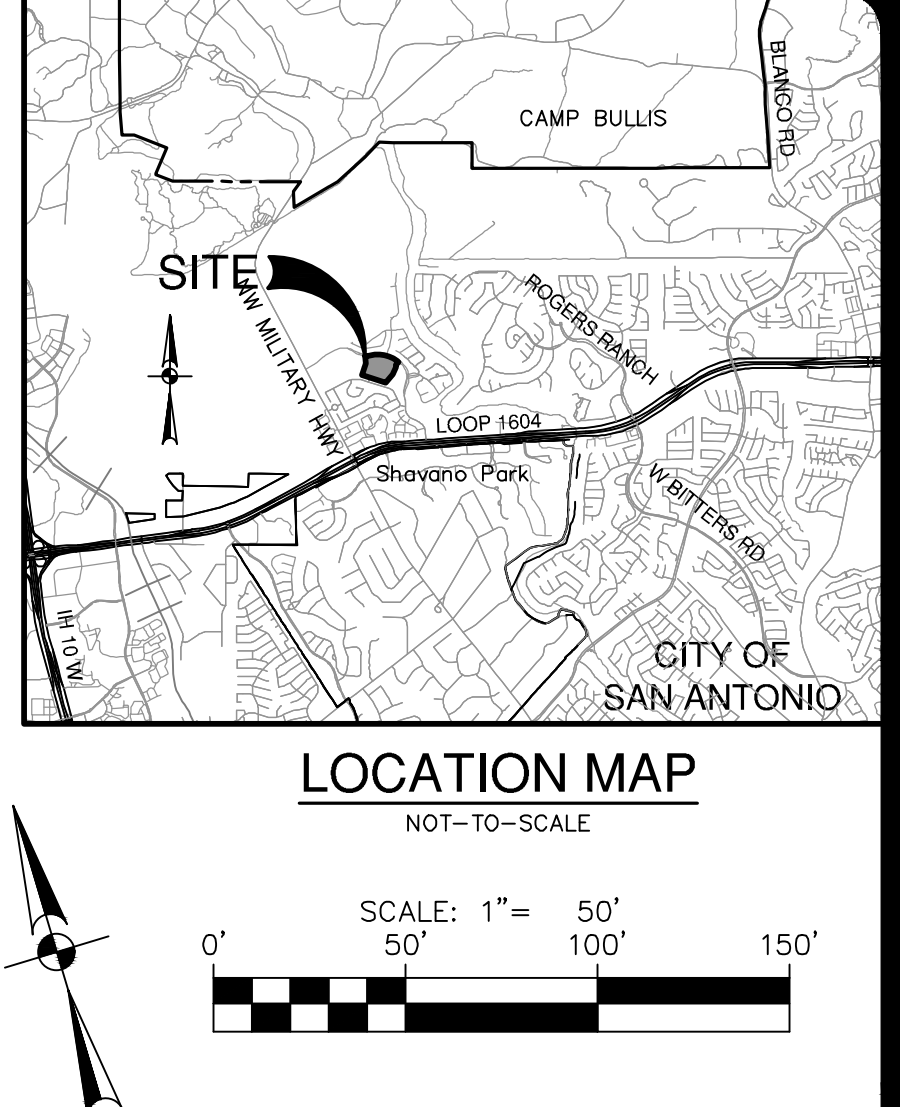 BLANCO RD
CAMP BULLIS
SITE
NW MILITARY HWY
ROGERS RANCH
LOOP 1604
Shavano Park
W BITTERS RD
IH 10 W
CITY OF
SAN ANTONIO
LOCATION MAP
NOT-TO-SCALE
SCALE: 1"= 50'
0' 50' 100' 150'